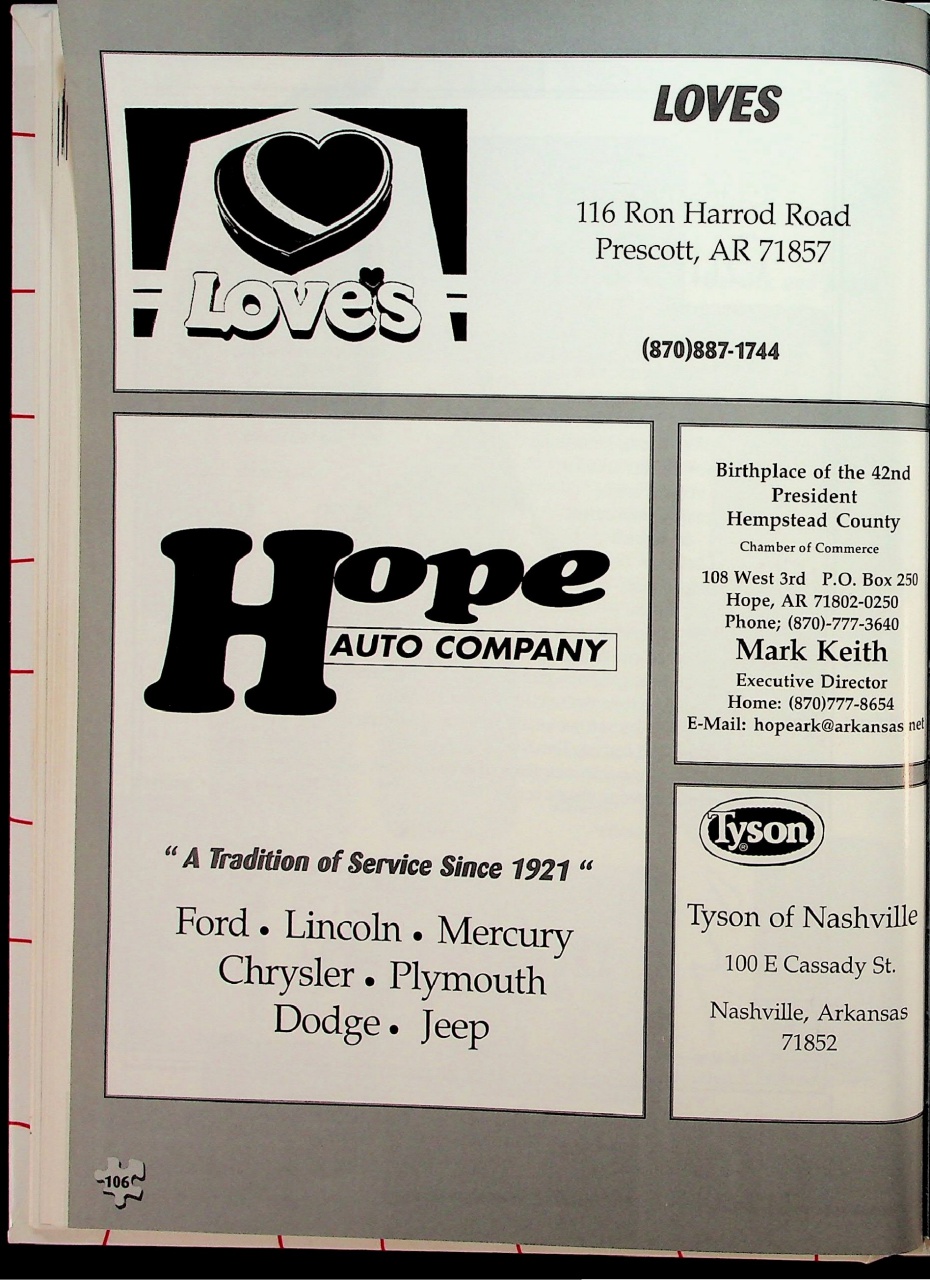 Love's
LOVES
116 Ron Harrod Road
Prescott, AR 71857
(870)887-1744
Hope
AUTO COMPANY
" A Tradition of Service Since 1921 "
Ford • Lincoln • Mercury
Chrysler • Plymouth
Dodge • Jeep
Birthplace of the 42nd
President
Hempstead County
Chamber of Commerce
108 West 3rd P.O. Box 250
Hope, AR 71802-0250
Phone; (870)-777-3640
Mark Keith
Executive Director
Home: (870)777-8654
E-Mail: hopeark@arkansas.net
Tyson®
Tyson of Nashville
100 E Cassady St.
Nashville, Arkansas
71852
106